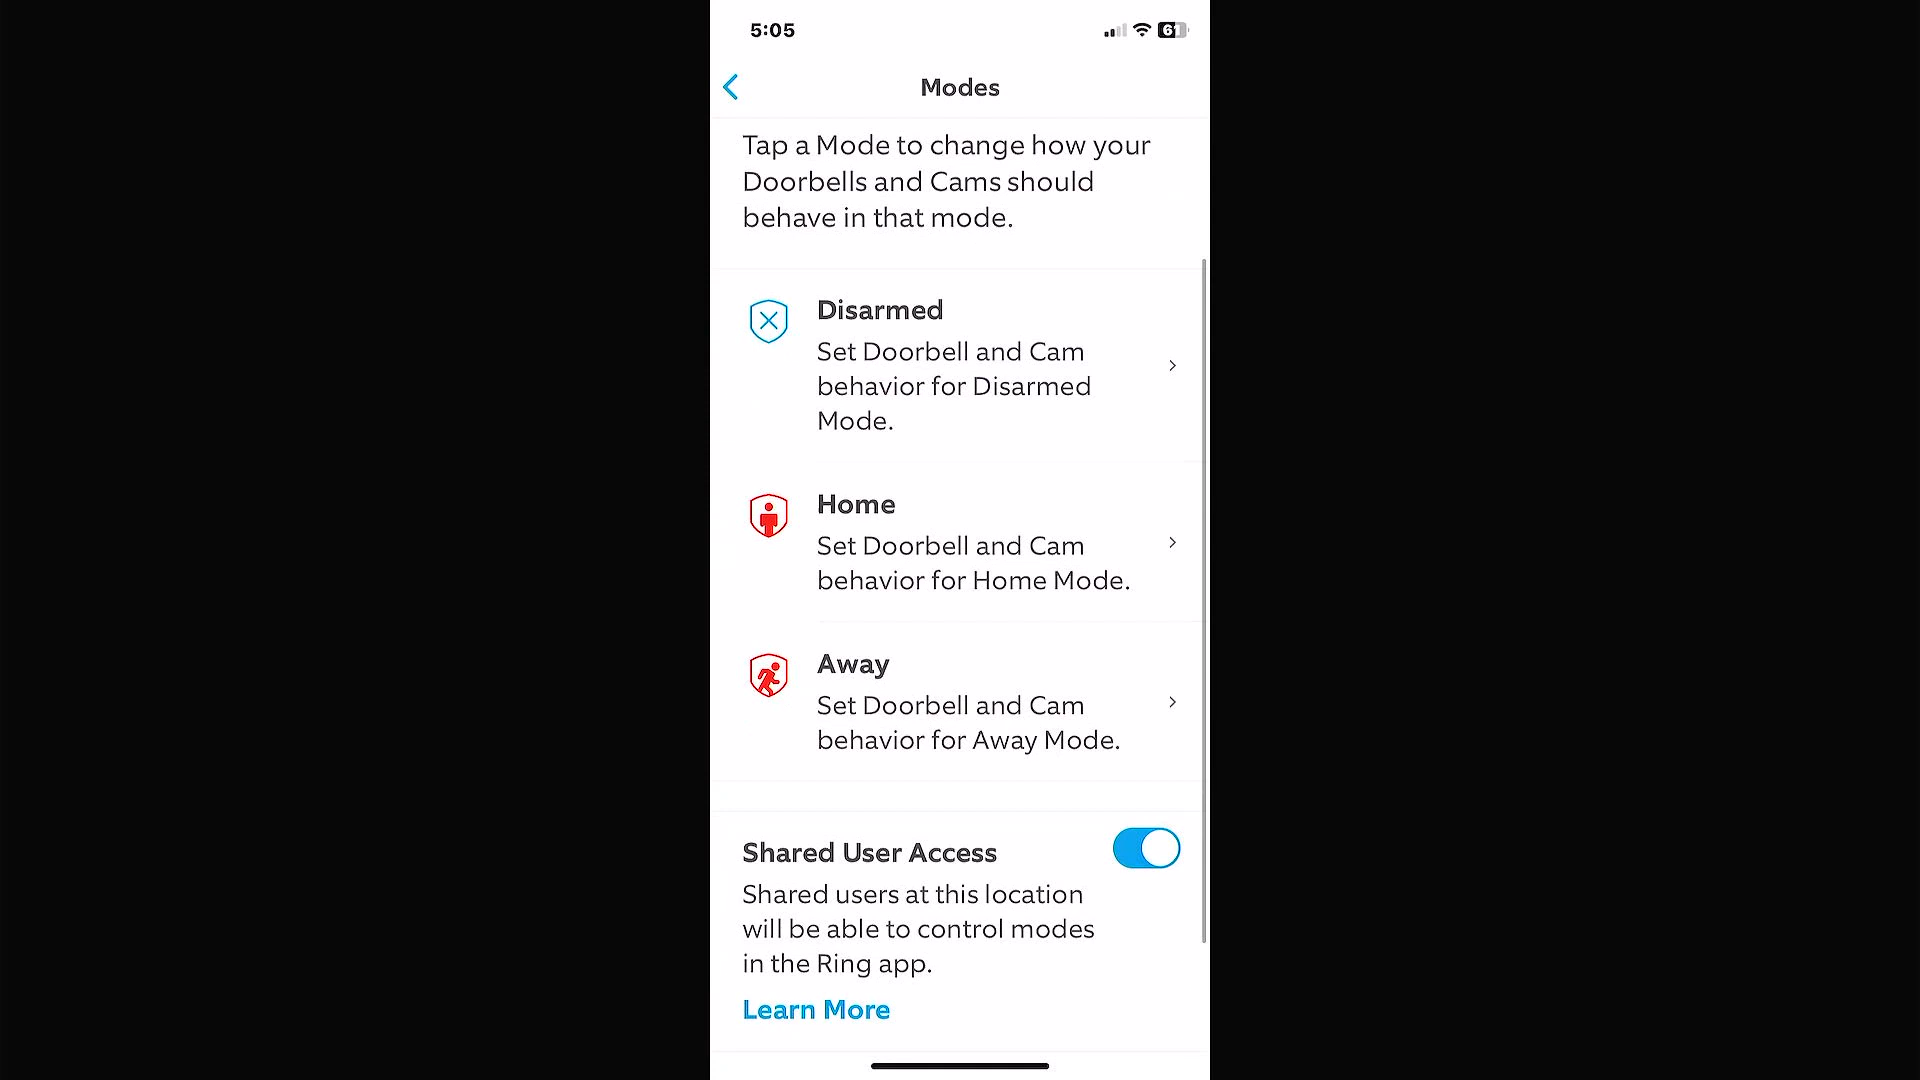 5:05
61
Modes
Tap a Mode to change how your
Doorbells and Cams should
behave in that mode.
Disarmed
Set Doorbell and Cam
behavior for Disarmed
Mode.
Home
Set Doorbell and Cam
behavior for Home Mode.
Away
Set Doorbell and Cam
behavior for Away Mode.
Shared User Access
Shared users at this location
will be able to control modes
in the Ring app.
Learn More